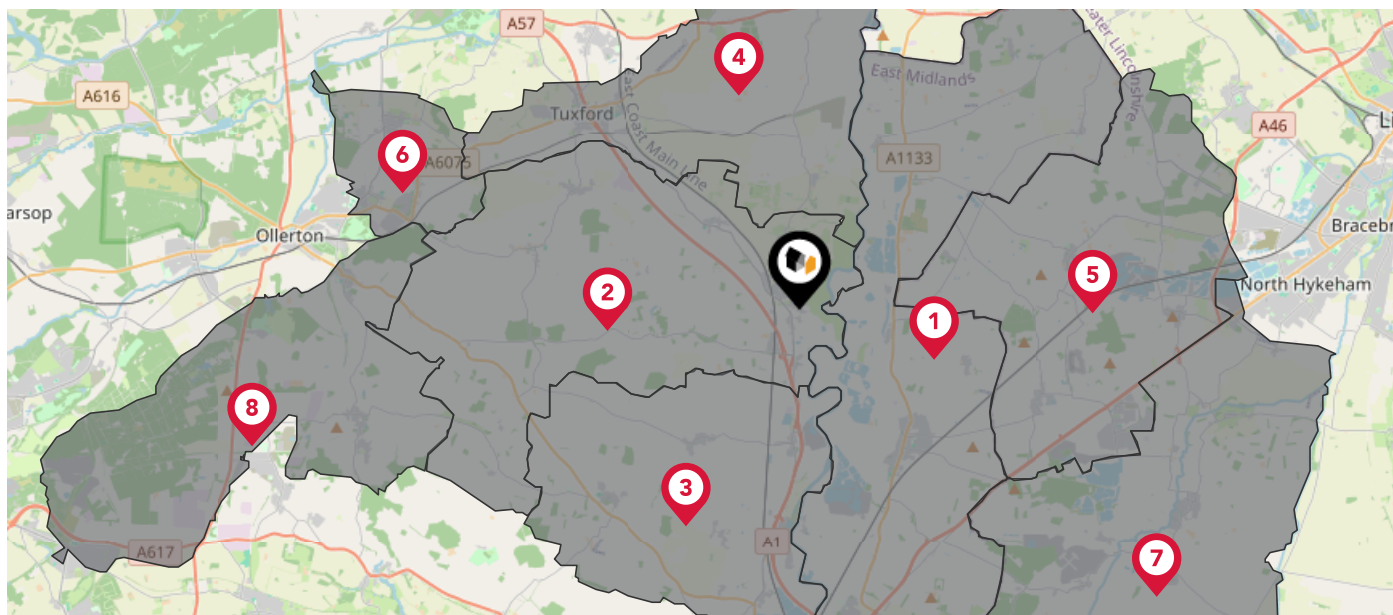 A57
4
East Midlands
eater Lincolnshire
A616
Tuxford
East Coast Main Line
A46
Li
6
A6075
A1133
arsop
Ollerton
Bracebr
5
2
North Hykeham
1
8
3
A617
A1
7